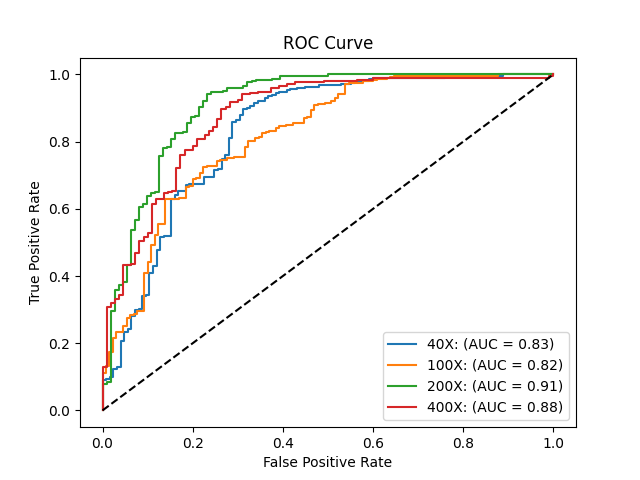 ROC Curve
True Positive Rate
1.0
0.8
0.6
0.4
0.2
0.0
0.0 0.2 0.4 0.6 0.8 1.0
False Positive Rate
40X: (AUC = 0.83)
100X: (AUC = 0.82)
200X: (AUC = 0.91)
400X: (AUC = 0.88)